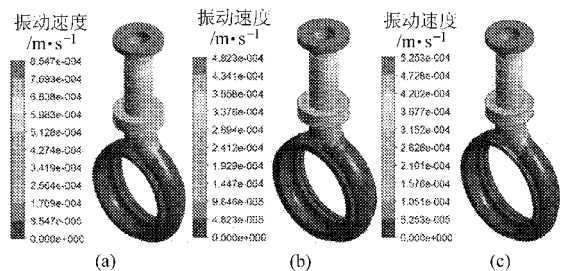 振动速度
/m·s⁻¹
8.547e-004
7.693e-004
6.838e-004
5.983e-004
5.128e-004
4.274e-004
3.419e-004
2.564e-004
1.709e-004
8.547e-005
0.000e+000
(a)
振动速度
/m·s⁻¹
4.823e-004
4.341e-004
3.858e-004
3.376e-004
2.894e-004
2.412e-004
1.929e-004
1.447e-004
9.646e-005
4.823e-005
0.000e+000
(b)
振动速度
/m·s⁻¹
5.253e-004
4.728e-004
4.202e-004
3.677e-004
3.152e-004
2.626e-004
2.101e-004
1.576e-004
1.051e-004
5.253e-005
0.000e+000
(c)